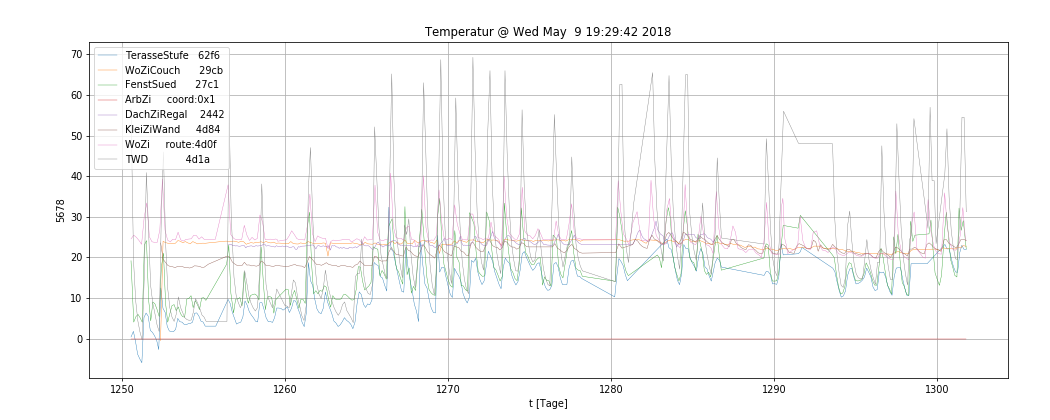 Temperatur @ Wed May  9 19:29:42 2018
70
60
50
40
30
20
10
0
5678
TerasseStufe   62f6
WoZiCouch      29cb
FenstSued      27c1
ArbZi     coord:0x1
DachZiRegal    2442
KleiZiWand     4d84
WoZi     route:4d0f
TWD            4d1a
1250
1260
1270
1280
1290
1300
t [Tage]